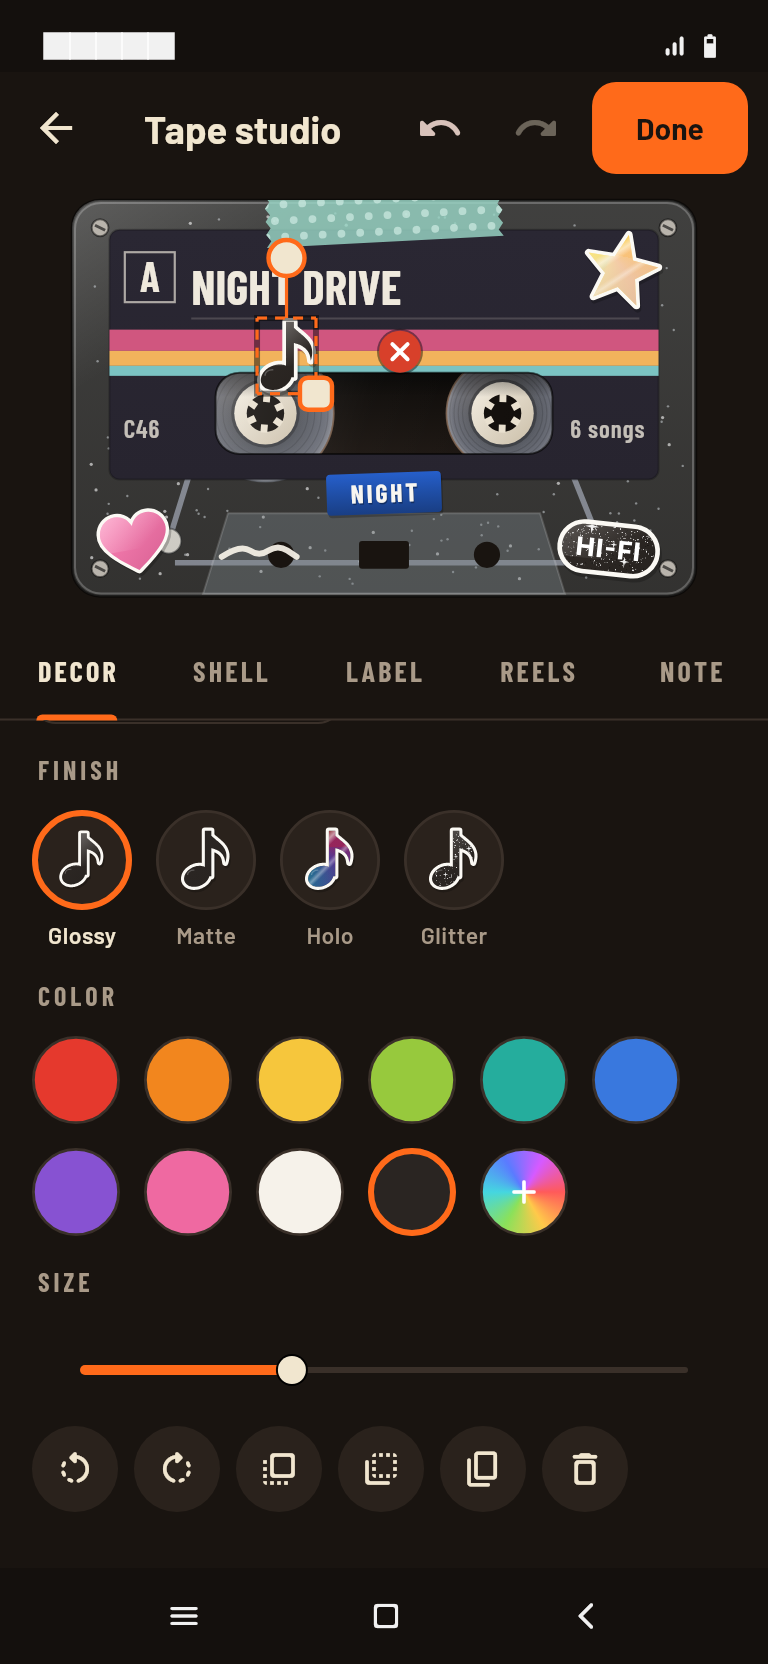 Tape studio
Done
A
NIGHT DRIVE
C46
6 songs
NIGHT
HI-FI
DECOR
SHELL
LABEL
REELS
NOTE
FINISH
Glossy
Matte
Holo
Glitter
COLOR
SIZE